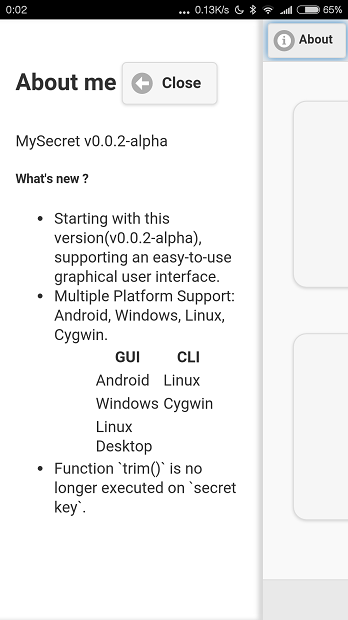 0:02 ... 0.13K/s 65%
About
About me Close
MySecret v0.0.2-alpha
What's new ?
• Starting with this
version(v0.0.2-alpha),
supporting an easy-to-use
graphical user interface.
• Multiple Platform Support:
Android, Windows, Linux,
Cygwin.
GUI CLI
Android Linux
Windows Cygwin
Linux
Desktop
• Function `trim()` is no
longer executed on `secret
key`.